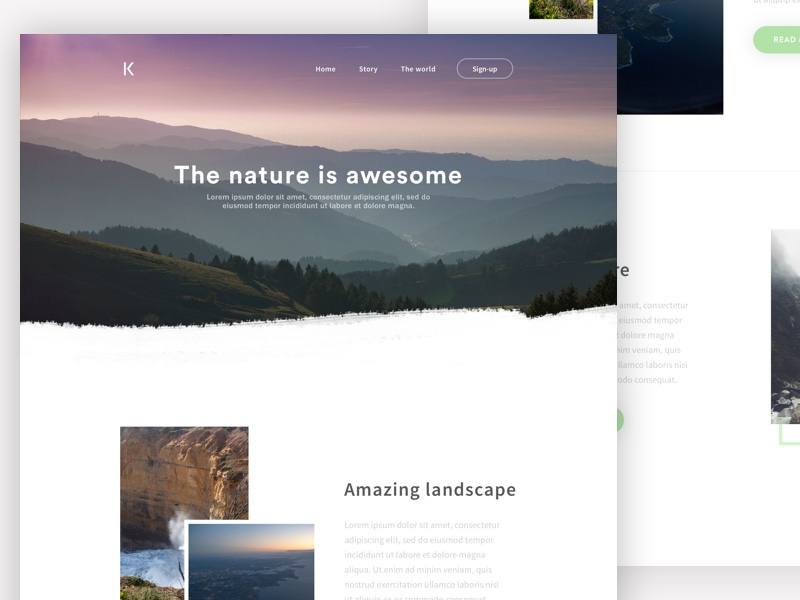 K
Home Story The world Sign-up
The nature is awesome
Lorem ipsum dolor sit amet, consectetur adipiscing elit, sed do
eiusmod tempor incididunt ut labore et dolore magna.
Amazing landscape
Lorem ipsum dolor sit amet, consectetur
adipiscing elit, sed do eiusmod tempor
incididunt ut labore et dolore magna
aliqua. Ut enim ad minim veniam, quis
nostrud exercitation ullamco laboris nisi
READ
re
amet, consectetur
eiusmod tempor
dolore magna
veniam, quis
laboris nisi
consequat.